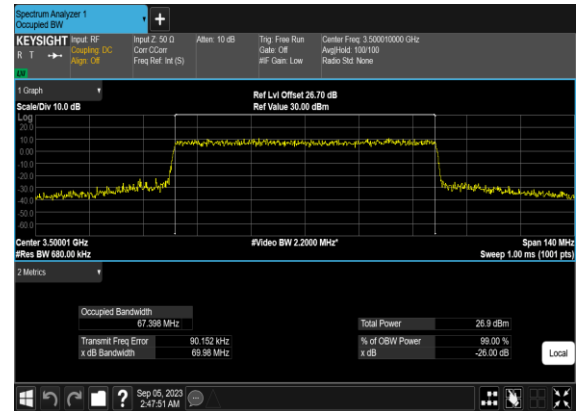 Spectrum Analyzer 1
Occupied BW
+
KEYSIGHT Input: RF Input Z: 50 Ω Atten: 10 dB Trig: Free Run Center Freq: 3.500010000 GHz
R T Coupling: DC Corr CCorr Gate: Off Avg|Hold: 100/100
Align: Off Freq Ref: Int (S) #IF Gain: Low Radio Std: None
LXI
1 Graph
Ref Lvl Offset 26.70 dB
Scale/Div 10.0 dB Ref Value 30.00 dBm
Log
20.0
10.0
0.00
-10.0
-20.0
-30.0
-40.0
-50.0
-60.0
Center 3.50001 GHz #Video BW 2.2000 MHz* Span 140 MHz
#Res BW 680.00 kHz Sweep 1.00 ms (1001 pts)
2 Metrics
Occupied Bandwidth
67.398 MHz Total Power 26.9 dBm
Transmit Freq Error 90.152 kHz % of OBW Power 99.00 %
x dB Bandwidth 69.98 MHz x dB -26.00 dB
Local
? Sep 05, 2023
2:47:51 AM